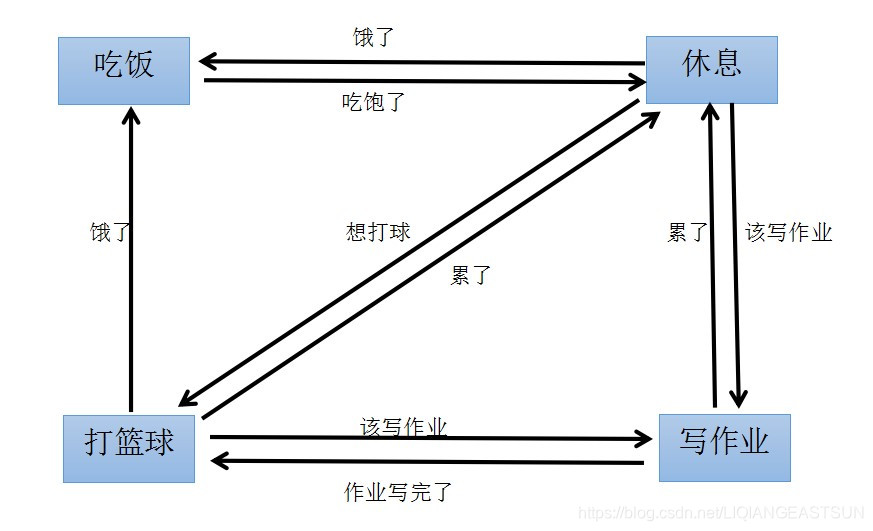 饿了
吃饭
休息
吃饱了
饿了
想打球
累了
该写作业
累了
打篮球
该写作业
写作业
作业写完了
https://blog.csdn.net/LIQIANGEASTSUN